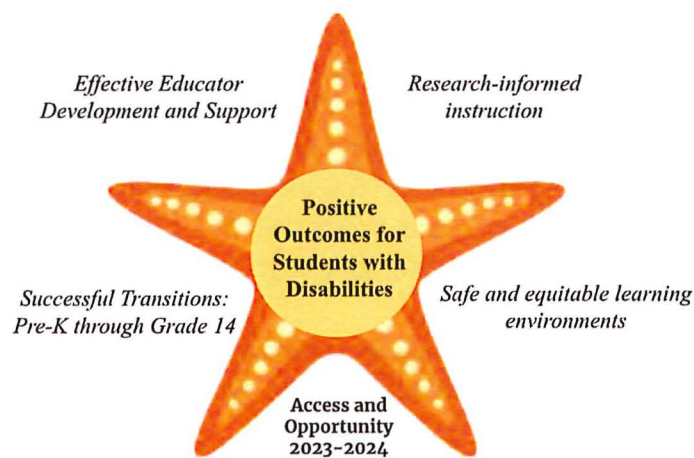 Effective Educator
Development and Support
Research-informed
instruction
Positive
Outcomes for
Students with
Disabilities
Successful Transitions:
Pre-K through Grade 14
Safe and equitable learning
environments
Access and
Opportunity
2023-2024